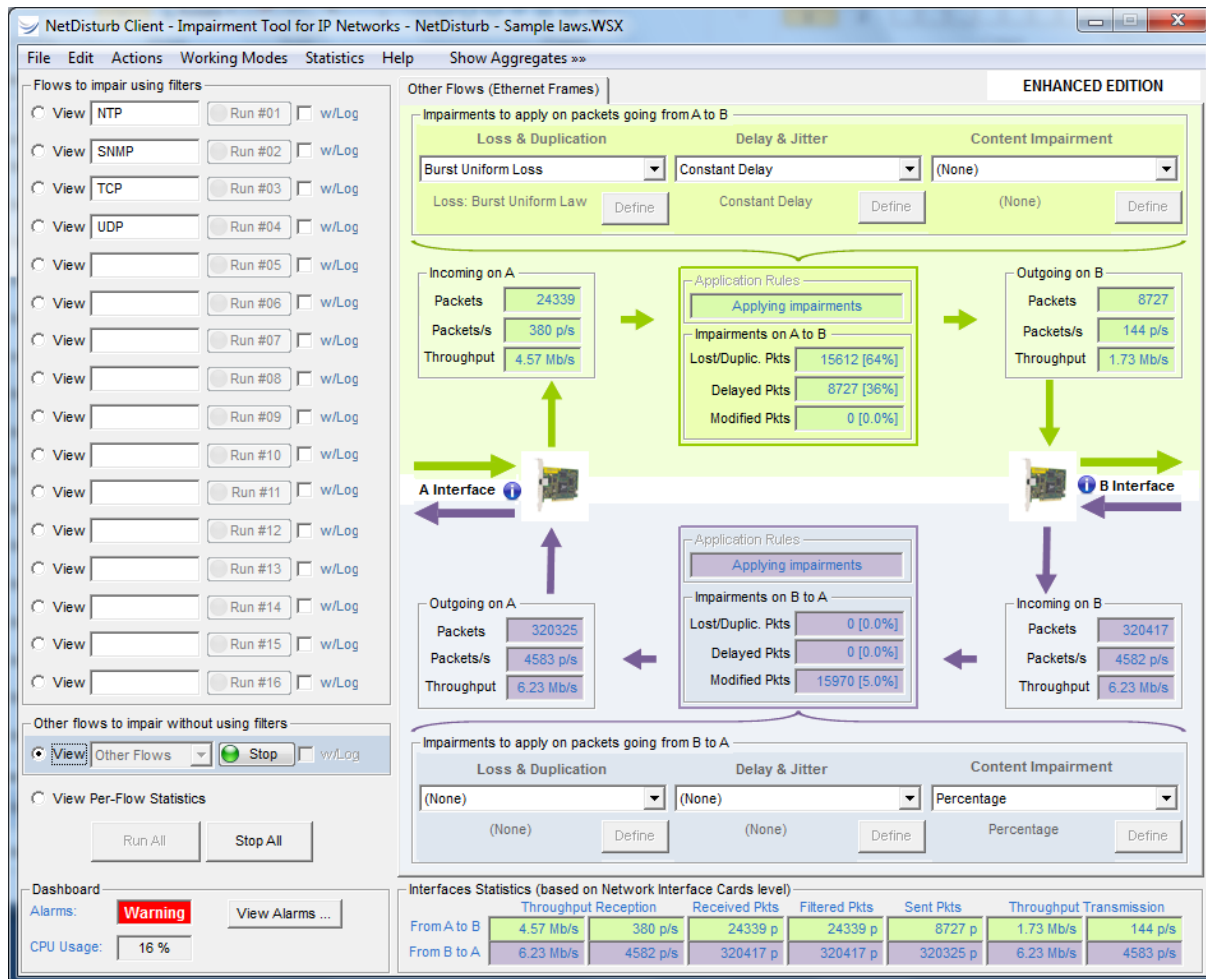 NetDisturb Client - Impairment Tool for IP Networks - NetDisturb - Sample laws.WSX
File Edit Actions Working Modes Statistics Help Show Aggregates »»
Flows to impair using filters
View NTP Run #01 w/Log
View SNMP Run #02 w/Log
View TCP Run #03 w/Log
View UDP Run #04 w/Log
View Run #05 w/Log
View Run #06 w/Log
View Run #07 w/Log
View Run #08 w/Log
View Run #09 w/Log
View Run #10 w/Log
View Run #11 w/Log
View Run #12 w/Log
View Run #13 w/Log
View Run #14 w/Log
View Run #15 w/Log
View Run #16 w/Log
Other flows to impair without using filters
View Other Flows Stop w/Log
View Per-Flow Statistics
Run All Stop All
Dashboard
Alarms: Warning View Alarms ...
CPU Usage: 16 %
Other Flows (Ethernet Frames) ENHANCED EDITION
Impairments to apply on packets going from A to B
Loss & Duplication Delay & Jitter Content Impairment
Burst Uniform Loss Constant Delay (None)
Loss: Burst Uniform Law Define Constant Delay Define (None) Define
Incoming on A
Packets 24339
Packets/s 380 p/s
Throughput 4.57 Mb/s
Application Rules
Applying impairments
Impairments on A to B
Lost/Duplic. Pkts 15612 [64%]
Delayed Pkts 8727 [36%]
Modified Pkts 0 [0.0%]
Outgoing on B
Packets 8727
Packets/s 144 p/s
Throughput 1.73 Mb/s
A Interface B Interface
Outgoing on A
Packets 320325
Packets/s 4583 p/s
Throughput 6.23 Mb/s
Application Rules
Applying impairments
Impairments on B to A
Lost/Duplic. Pkts 0 [0.0%]
Delayed Pkts 0 [0.0%]
Modified Pkts 15970 [5.0%]
Incoming on B
Packets 320417
Packets/s 4582 p/s
Throughput 6.23 Mb/s
Impairments to apply on packets going from B to A
Loss & Duplication Delay & Jitter Content Impairment
(None) (None) Percentage
(None) Define (None) Define Percentage Define
Interfaces Statistics (based on Network Interface Cards level)
Throughput Reception Received Pkts Filtered Pkts Sent Pkts Throughput Transmission
From A to B 4.57 Mb/s 380 p/s 24339 p 24339 p 8727 p 1.73 Mb/s 144 p/s
From B to A 6.23 Mb/s 4582 p/s 320417 p 320417 p 320325 p 6.23 Mb/s 4583 p/s